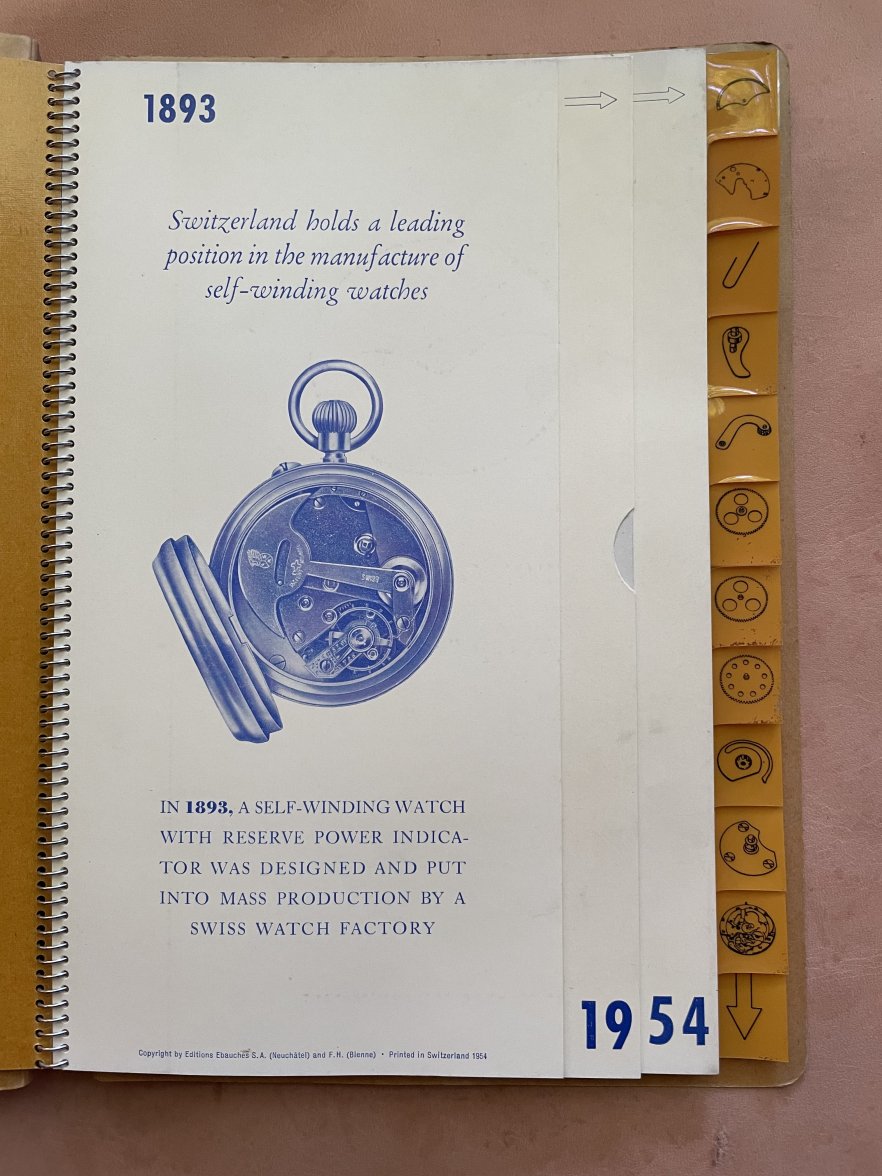 1893
Switzerland holds a leading
position in the manufacture of
self-winding watches
SWISS
IN 1893, A SELF-WINDING WATCH
WITH RESERVE POWER INDICA-
TOR WAS DESIGNED AND PUT
INTO MASS PRODUCTION BY A
SWISS WATCH FACTORY
1954
Copyright by Editions Ebauches S.A. (Neuchâtel) and F.H. (Bienne) • Printed in Switzerland 1954